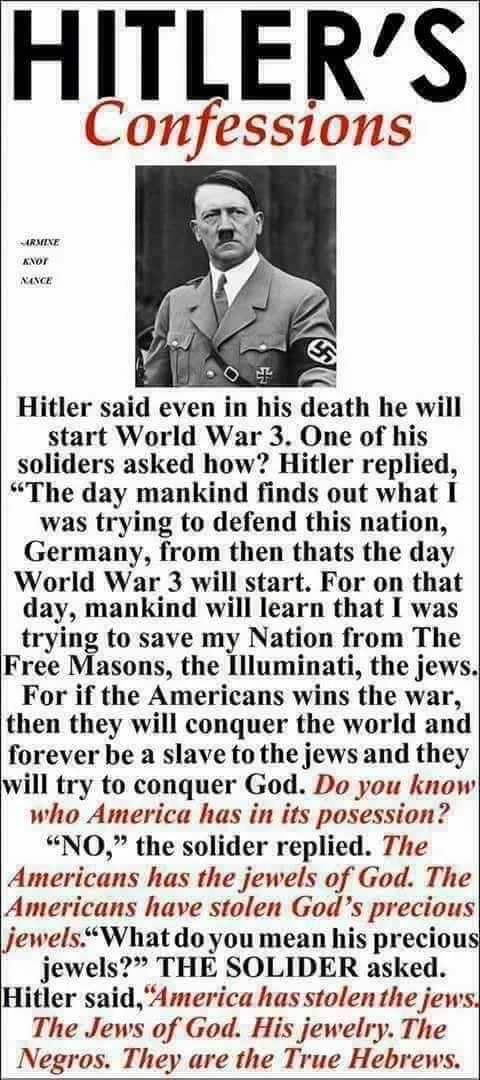 HITLER'S
Confessions
-ARMINE
KNOT
NANCE
Hitler said even in his death he will
start World War 3. One of his
soliders asked how? Hitler replied,
“The day mankind finds out what I
was trying to defend this nation,
Germany, from then thats the day
World War 3 will start. For on that
day, mankind will learn that I was
trying to save my Nation from The
Free Masons, the Illuminati, the jews.
For if the Americans wins the war,
then they will conquer the world and
forever be a slave to the jews and they
will try to conquer God. Do you know
who America has in its posession?
“NO,” the solider replied. The
Americans has the jewels of God. The
Americans have stolen God's precious
jewels.“What do you mean his precious
jewels?” THE SOLIDER asked.
Hitler said,“America has stolen the jews.
The Jews of God. His jewelry. The
Negros. They are the True Hebrews.